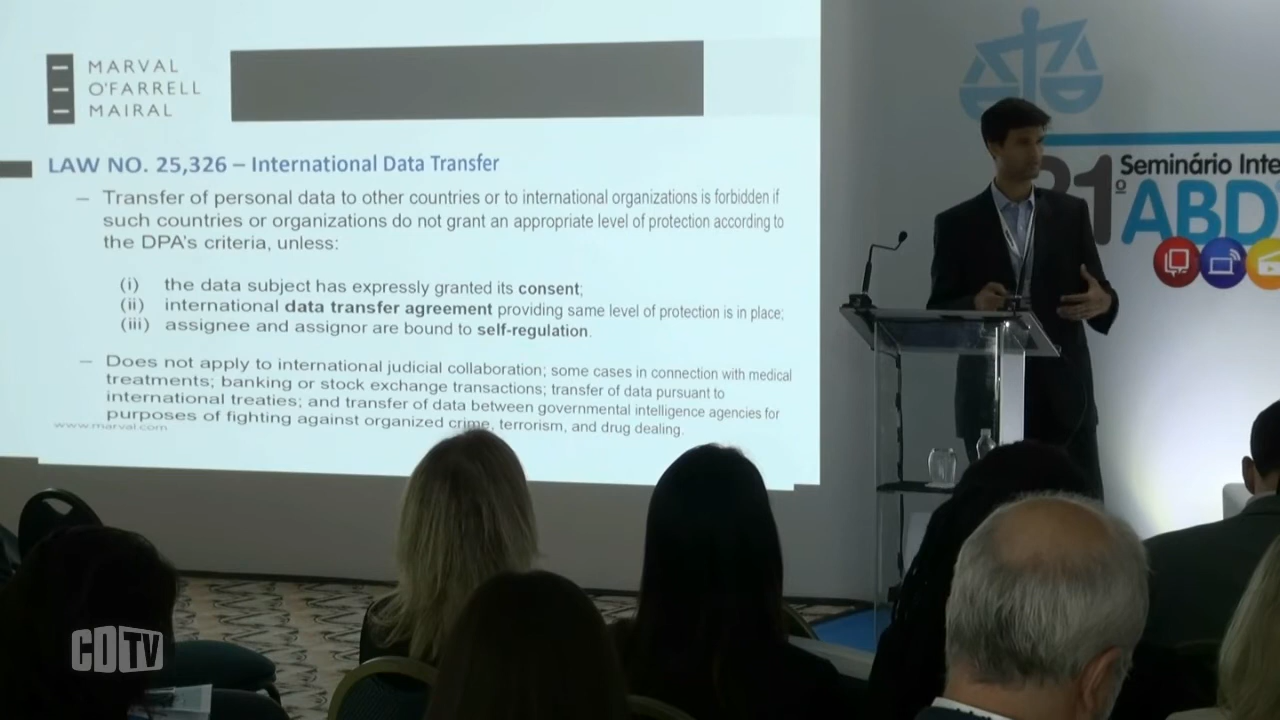 MARVAL
O'FARRELL
MAIRAL
LAW NO. 25,326 – International Data Transfer
– Transfer of personal data to other countries or to international organizations is forbidden if
such countries or organizations do not grant an appropriate level of protection according to
the DPA's criteria, unless:
(i) the data subject has expressly granted its consent;
(ii) international data transfer agreement providing same level of protection is in place;
(iii) assignee and assignor are bound to self-regulation.
– Does not apply to international judicial collaboration; some cases in connection with medical
treatments; banking or stock exchange transactions; transfer of data pursuant to
international treaties; and transfer of data between governmental intelligence agencies for
purposes of fighting against organized crime, terrorism, and drug dealing.
www.marval.com
31º Seminário Inte
ABD
CDTV